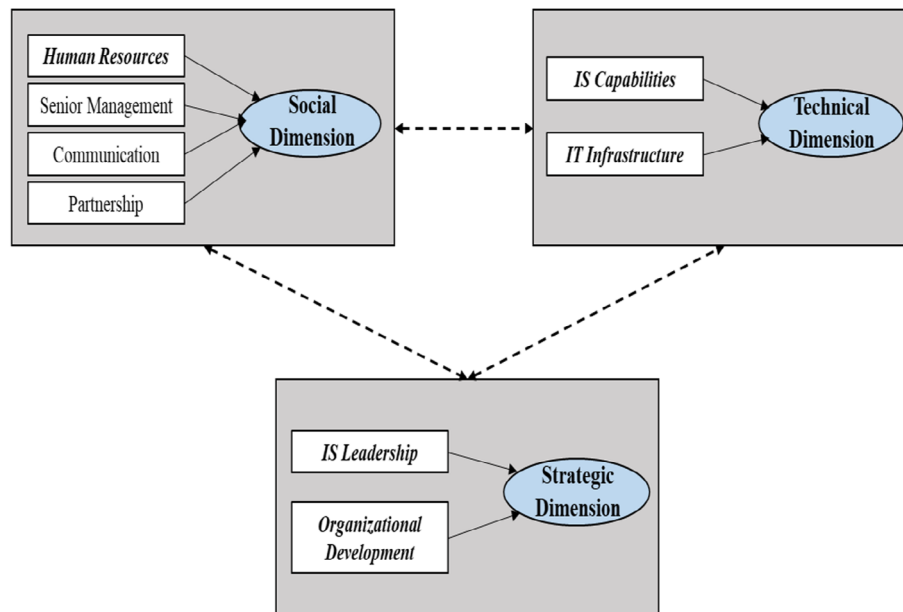 Human Resources
Senior Management
Communication
Partnership
Social
Dimension
IS Capabilities
IT Infrastructure
Technical
Dimension
IS Leadership
Organizational
Development
Strategic
Dimension